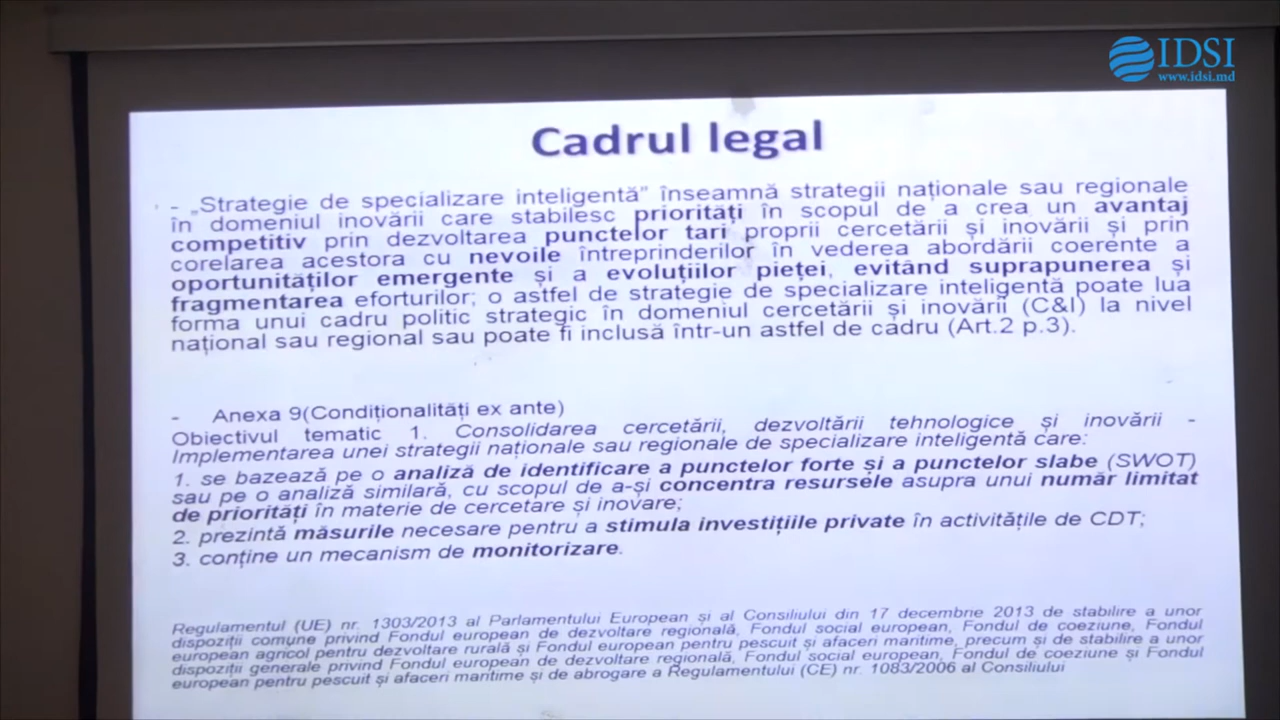 IDSI
www.idsi.md
Cadrul legal
- „Strategie de specializare inteligentă” înseamnă strategii naționale sau regionale
în domeniul inovării care stabilesc priorități în scopul de a crea un avantaj
competitiv prin dezvoltarea punctelor tari proprii cercetării și inovării și prin
corelarea acestora cu nevoile întreprinderilor în vederea abordării coerente a
oportunităților emergente și a evoluțiilor pieței, evitând suprapunerea și
fragmentarea eforturilor; o astfel de strategie de specializare inteligentă poate lua
forma unui cadru politic strategic în domeniul cercetării și inovării (C&I) la nivel
național sau regional sau poate fi inclusă într-un astfel de cadru (Art.2 p.3).
- Anexa 9(Condiționalități ex ante)
Obiectivul tematic 1. Consolidarea cercetării, dezvoltării tehnologice și inovării -
Implementarea unei strategii naționale sau regionale de specializare inteligentă care:
1. se bazează pe o analiză de identificare a punctelor forte și a punctelor slabe (SWOT)
sau pe o analiză similară, cu scopul de a-și concentra resursele asupra unui număr limitat
de priorități în materie de cercetare și inovare;
2. prezintă măsurile necesare pentru a stimula investițiile private în activitățile de CDT;
3. conține un mecanism de monitorizare.
Regulamentul (UE) nr. 1303/2013 al Parlamentului European și al Consiliului din 17 decembrie 2013 de stabilire a unor
dispoziții comune privind Fondul european de dezvoltare regională, Fondul social european, Fondul de coeziune, Fondul
european agricol pentru dezvoltare rurală și Fondul european pentru pescuit și afaceri maritime, precum și de stabilire a unor
dispoziții generale privind Fondul european de dezvoltare regională, Fondul social european, Fondul de coeziune și Fondul
european pentru pescuit și afaceri maritime și de abrogare a Regulamentului (CE) nr. 1083/2006 al Consiliului